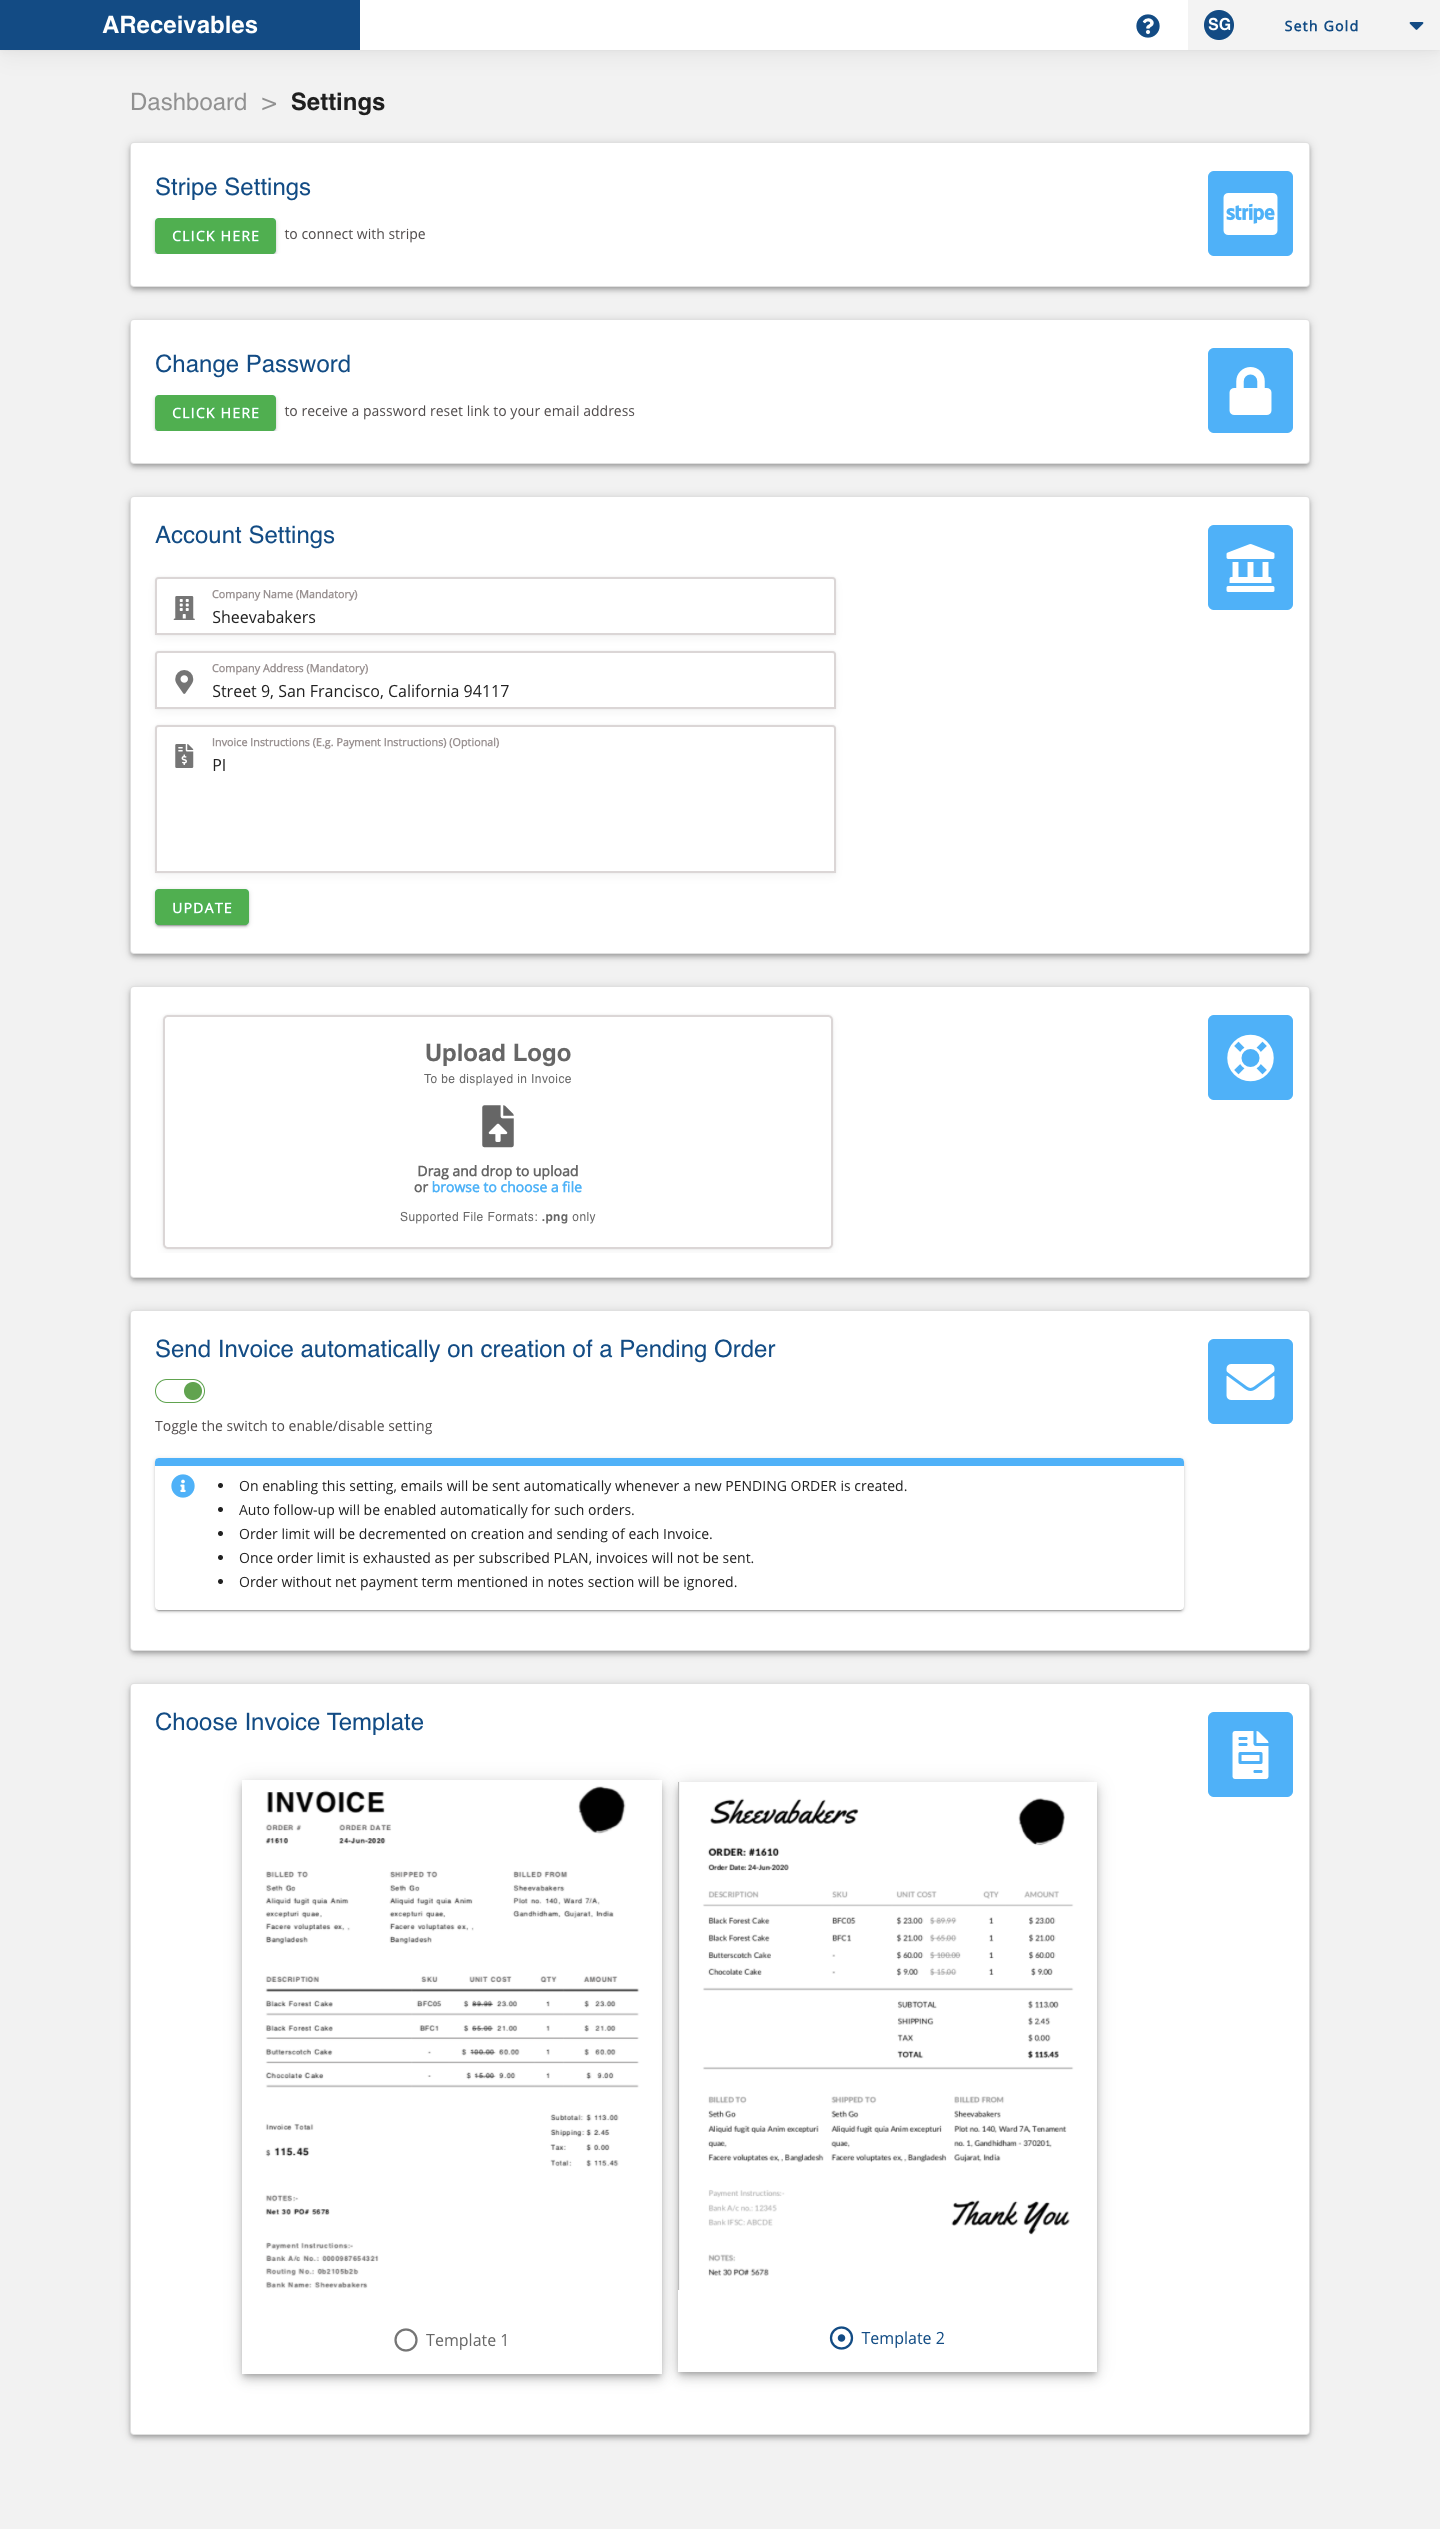 AReceivables
SG Seth Gold
Dashboard > Settings
Stripe Settings
stripe
CLICK HERE to connect with stripe
Change Password
CLICK HERE to receive a password reset link to your email address
Account Settings
Company Name (Mandatory)
Sheevabakers
Company Address (Mandatory)
Street 9, San Francisco, California 94117
Invoice Instructions (E.g. Payment Instructions) (Optional)
PI
UPDATE
Upload Logo
To be displayed in Invoice
Drag and drop to upload
or browse to choose a file
Supported File Formats: .png only
Send Invoice automatically on creation of a Pending Order
Toggle the switch to enable/disable setting
• On enabling this setting, emails will be sent automatically whenever a new PENDING ORDER is created.
• Auto follow-up will be enabled automatically for such orders.
• Order limit will be decremented on creation and sending of each Invoice.
• Once order limit is exhausted as per subscribed PLAN, invoices will not be sent.
• Order without net payment term mentioned in notes section will be ignored.
Choose Invoice Template
INVOICE
ORDER # ORDER DATE
#1610 24-Jun-2020
BILLED TO SHIPPED TO BILLED FROM
Seth Go Seth Go Sheevabakers
Aliquid fugit quia Anim Aliquid fugit quia Anim Plot no. 140, Ward 7/A,
excepturi quae, excepturi quae, Gandhidham, Gujarat, India
Facere voluptates ex, , Facere voluptates ex, ,
Bangladesh Bangladesh
DESCRIPTION SKU UNIT COST QTY AMOUNT
Black Forest Cake BFC05 $ 89.99 23.00 1 $ 23.00
Black Forest Cake BFC1 $ 65.00 21.00 1 $ 21.00
Butterscotch Cake - $ 100.00 60.00 1 $ 60.00
Chocolate Cake - $ 15.00 9.00 1 $ 9.00
Subtotal: $ 113.00
Invoice Total
Shipping: $ 2.45
Tax: $ 0.00
$ 115.45
Total: $ 115.45
NOTES:-
Net 30 PO# 5678
Payment Instructions:-
Bank A/c No.: 0000987654321
Routing No.: 0b2105b2b
Bank Name: Sheevabakers
Template 1
Sheevabakers
ORDER: #1610
Order Date: 24-Jun-2020
DESCRIPTION SKU UNIT COST QTY AMOUNT
Black Forest Cake BFC05 $ 23.00 $ 89.99 1 $ 23.00
Black Forest Cake BFC1 $ 21.00 $ 65.00 1 $ 21.00
Butterscotch Cake - $ 60.00 $ 100.00 1 $ 60.00
Chocolate Cake - $ 9.00 $ 15.00 1 $ 9.00
SUBTOTAL $ 113.00
SHIPPING $ 2.45
TAX $ 0.00
TOTAL $ 115.45
BILLED TO SHIPPED TO BILLED FROM
Seth Go Seth Go Sheevabakers
Aliquid fugit quia Anim excepturi Aliquid fugit quia Anim excepturi Plot no. 140, Ward 7A, Tenament
quae, quae, no. 1, Gandhidham - 370201,
Facere voluptates ex, , Bangladesh Facere voluptates ex, , Bangladesh Gujarat, India
Payment Instructions:-
Bank A/c no.: 12345
Bank IFSC: ABCDE
Thank You
NOTES:
Net 30 PO# 5678
Template 2